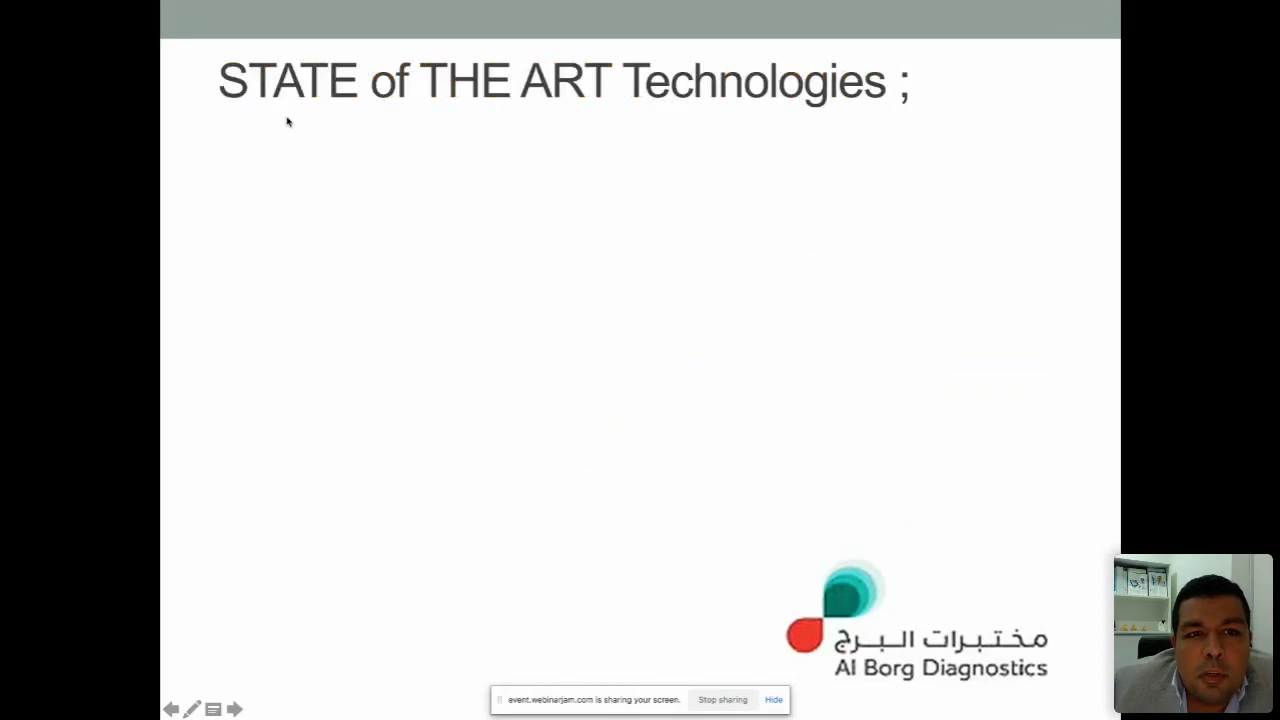 STATE of THE ART Technologies ;
مختبرات البرج
Al Borg Diagnostics
event.webinarjam.com is sharing your screen.
Stop sharing
Hide